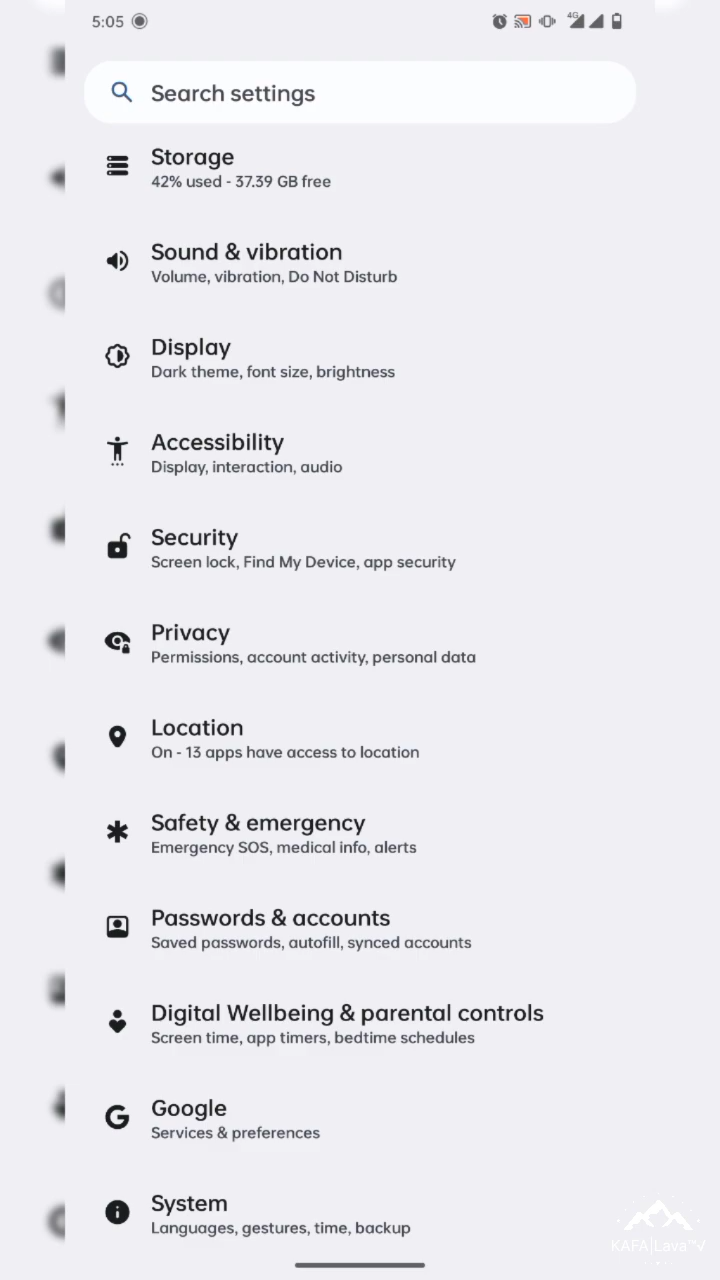 5:05
4G
Search settings
Storage
42% used - 37.39 GB free
Sound & vibration
Volume, vibration, Do Not Disturb
Display
Dark theme, font size, brightness
Accessibility
Display, interaction, audio
Security
Screen lock, Find My Device, app security
Privacy
Permissions, account activity, personal data
Location
On - 13 apps have access to location
Safety & emergency
Emergency SOS, medical info, alerts
Passwords & accounts
Saved passwords, autofill, synced accounts
Digital Wellbeing & parental controls
Screen time, app timers, bedtime schedules
Google
Services & preferences
System
Languages, gestures, time, backup
KAFA|Lava™V